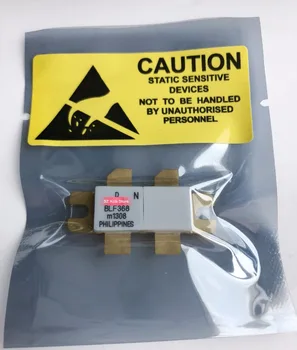 CAUTION
STATIC SENSITIVE
DEVICES
NOT TO BE HANDLED
BY UNAUTHORISED
PERSONNEL
BLF368
m1306
PHILIPPINES